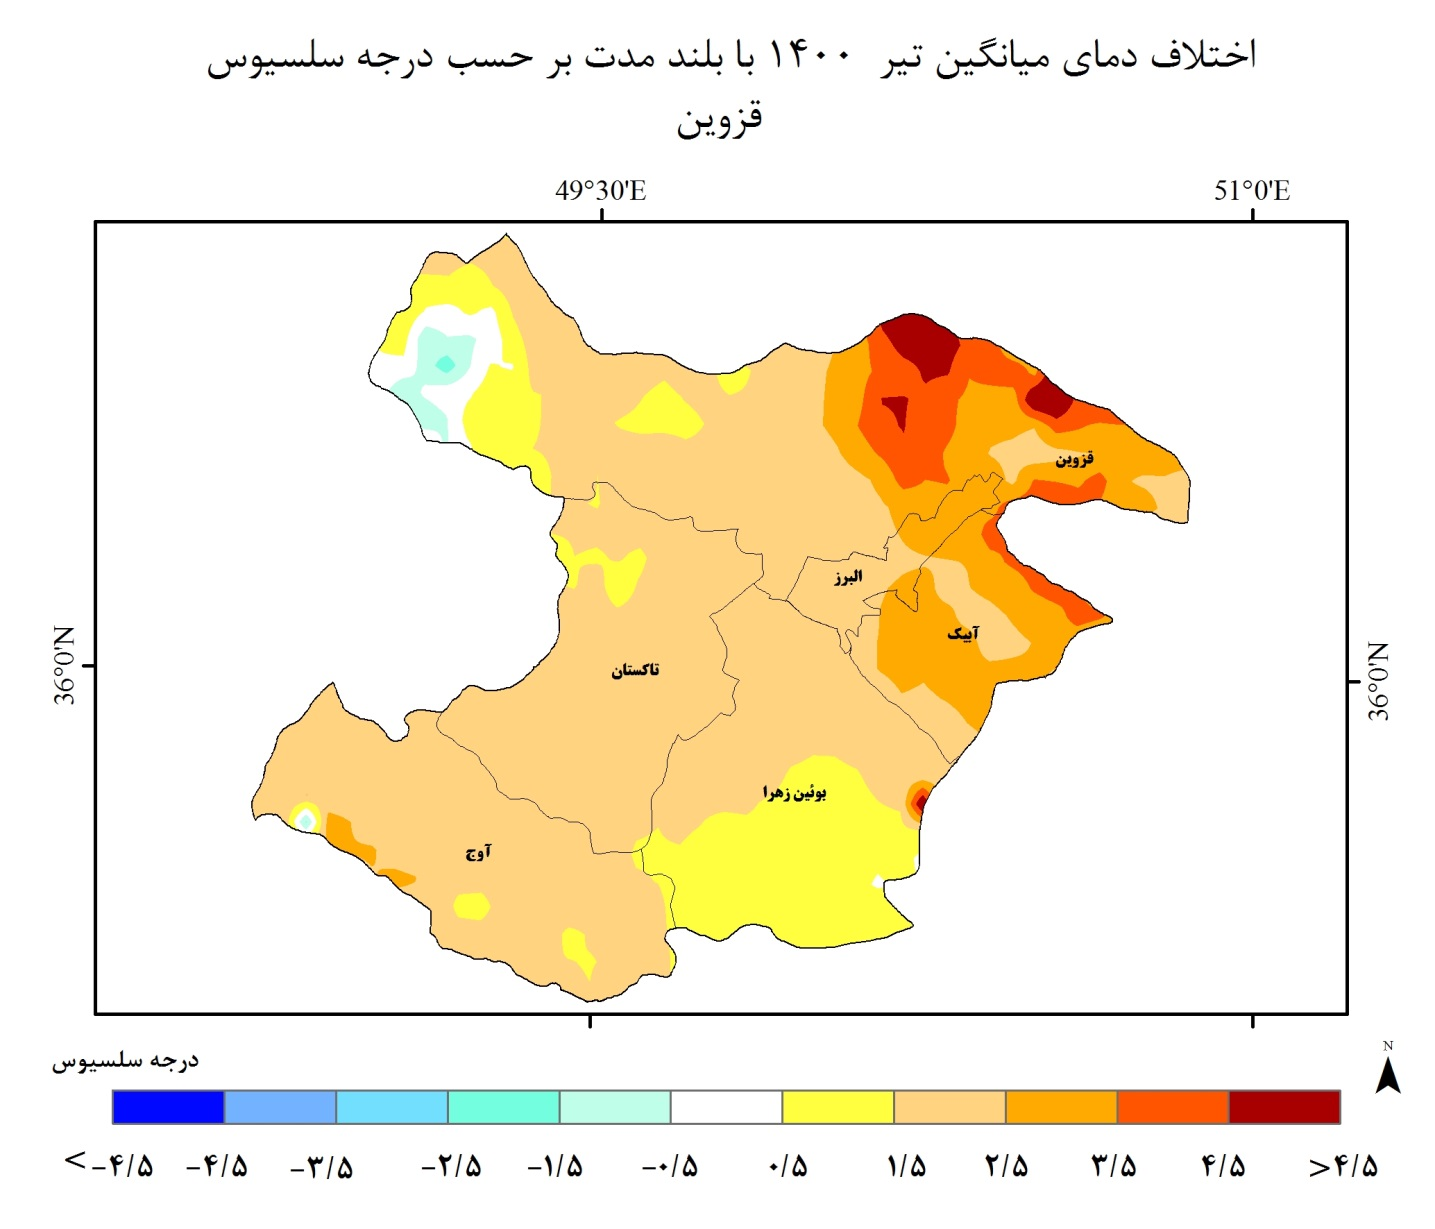 اختلاف دمای میانگین تیر ۱۴۰۰ با بلند مدت بر حسب درجه سلسیوس
قزوین
49°30'E
51°0'E
36°0'N
36°0'N
قزوین
البرز
آبیک
تاکستان
بوئین زهرا
آوج
درجه سلسیوس
N
< -۴/۵ -۴/۵ -۳/۵ -۲/۵ -۱/۵ -۰/۵ ۰/۵ ۱/۵ ۲/۵ ۳/۵ ۴/۵ >۴/۵